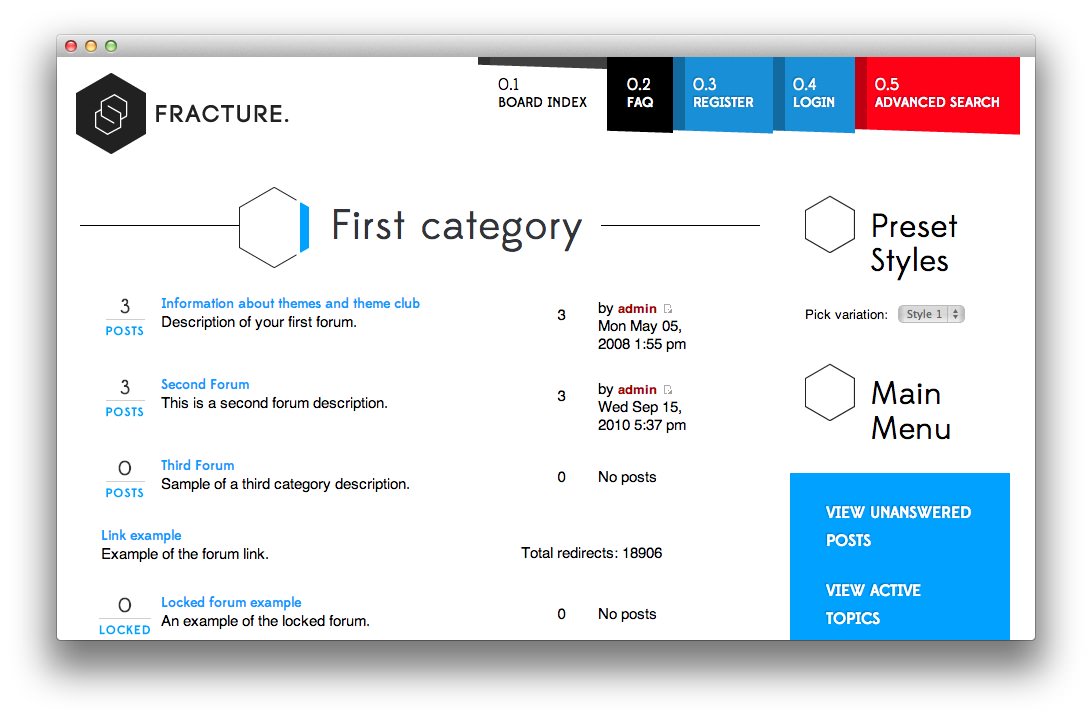 FRACTURE.
0.1
BOARD INDEX
0.2
FAQ
0.3
REGISTER
0.4
LOGIN
0.5
ADVANCED SEARCH
First category
3
POSTS
Information about themes and theme club
Description of your first forum.
3
by admin
Mon May 05,
2008 1:55 pm
3
POSTS
Second Forum
This is a second forum description.
3
by admin
Wed Sep 15,
2010 5:37 pm
0
POSTS
Third Forum
Sample of a third category description.
0
No posts
Link example
Example of the forum link.
Total redirects: 18906
0
LOCKED
Locked forum example
An example of the locked forum.
0
No posts
Preset
Styles
Pick variation: Style 1
Main
Menu
VIEW UNANSWERED
POSTS
VIEW ACTIVE
TOPICS